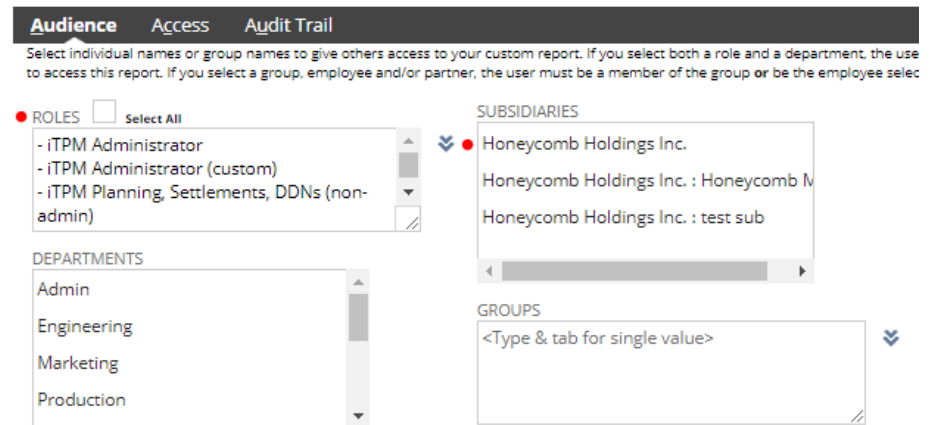 Audience Access Audit Trail
Select individual names or group names to give others access to your custom report. If you select both a role and a department, the use
to access this report. If you select a group, employee and/or partner, the user must be a member of the group or be the employee selec
ROLES Select All
- iTPM Administrator
- iTPM Administrator (custom)
- iTPM Planning, Settlements, DDNs (non-
admin)
SUBSIDIARIES
Honeycomb Holdings Inc.
Honeycomb Holdings Inc. : Honeycomb M
Honeycomb Holdings Inc. : test sub
DEPARTMENTS
Admin
Engineering
Marketing
Production
GROUPS
<Type & tab for single value>